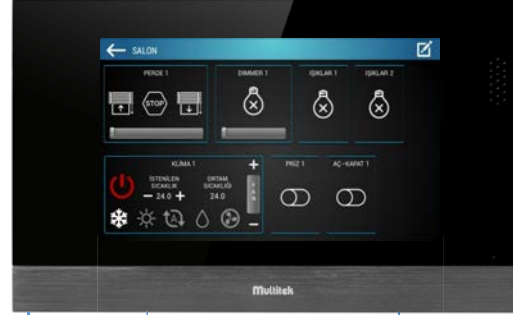 SALON
PERDE 1
DIMMER 1
IŞIKLAR 1
IŞIKLAR 2
STOP
KLİMA 1
PRİZ 1
AÇ-KAPAT 1
İSTENİLEN
SICAKLIK
ORTAM
SICAKLIĞI
− 24.0 +
24.0
FAN
A
Multitek